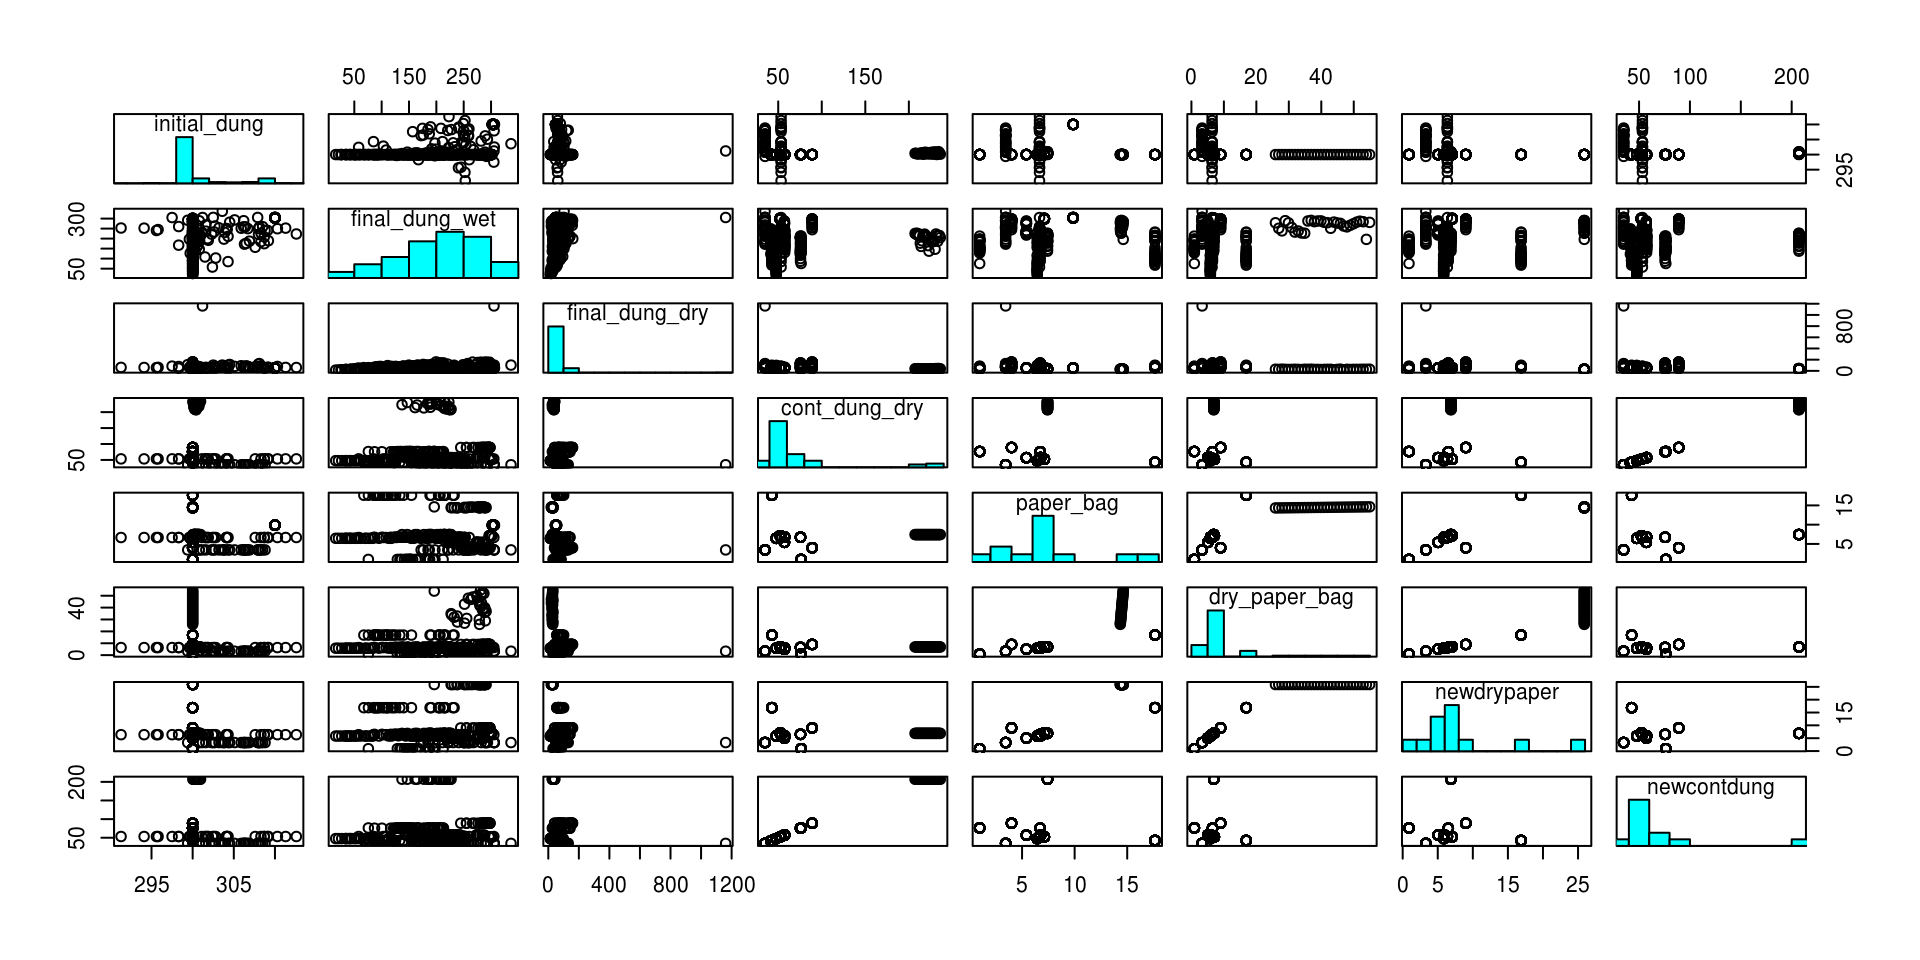 50 150 250 50 150 0 20 40 50 100 200
initial_dung
295
final_dung_wet
50 300
final_dung_dry
0 800
cont_dung_dry
50
paper_bag
5 15
dry_paper_bag
0 40
newdrypaper
0 15
newcontdung
50 200
295 305 0 400 800 1200 5 10 15 0 5 15 25